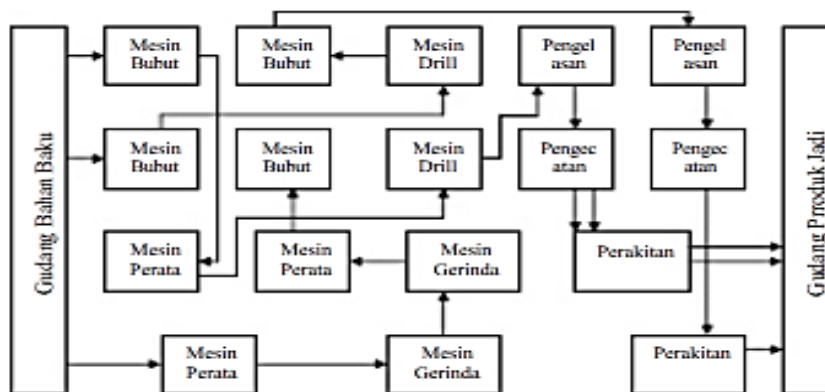 Gudang Bahan Baku
Mesin
Bubut
Mesin
Bubut
Mesin
Drill
Pengel
asan
Pengel
asan
Mesin
Bubut
Mesin
Bubut
Mesin
Drill
Pengec
atan
Pengec
atan
Mesin
Perata
Mesin
Perata
Mesin
Gerinda
Perakitan
Mesin
Perata
Mesin
Gerinda
Perakitan
Gudang Prroduk Jadi